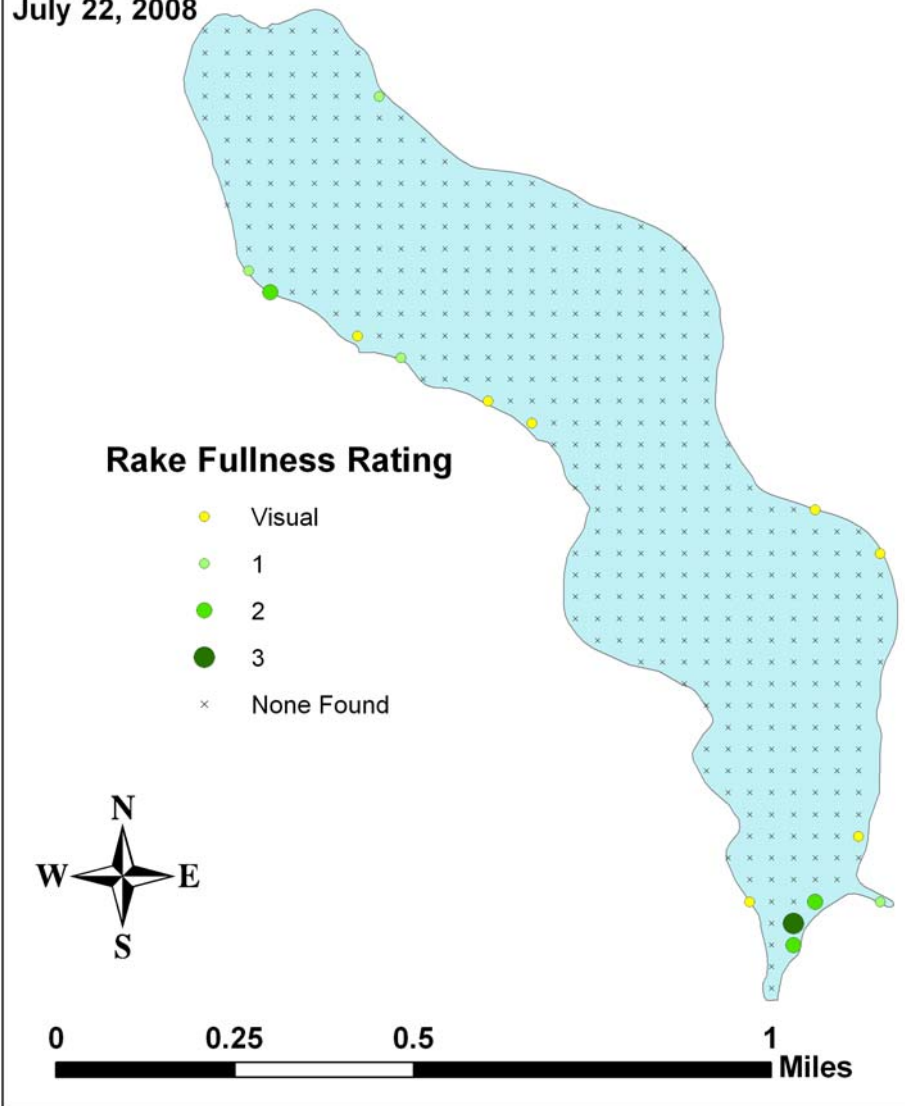 July 22, 2008
Rake Fullness Rating
Visual
1
2
3
None Found
N
W E
S
0 0.25 0.5 1
Miles